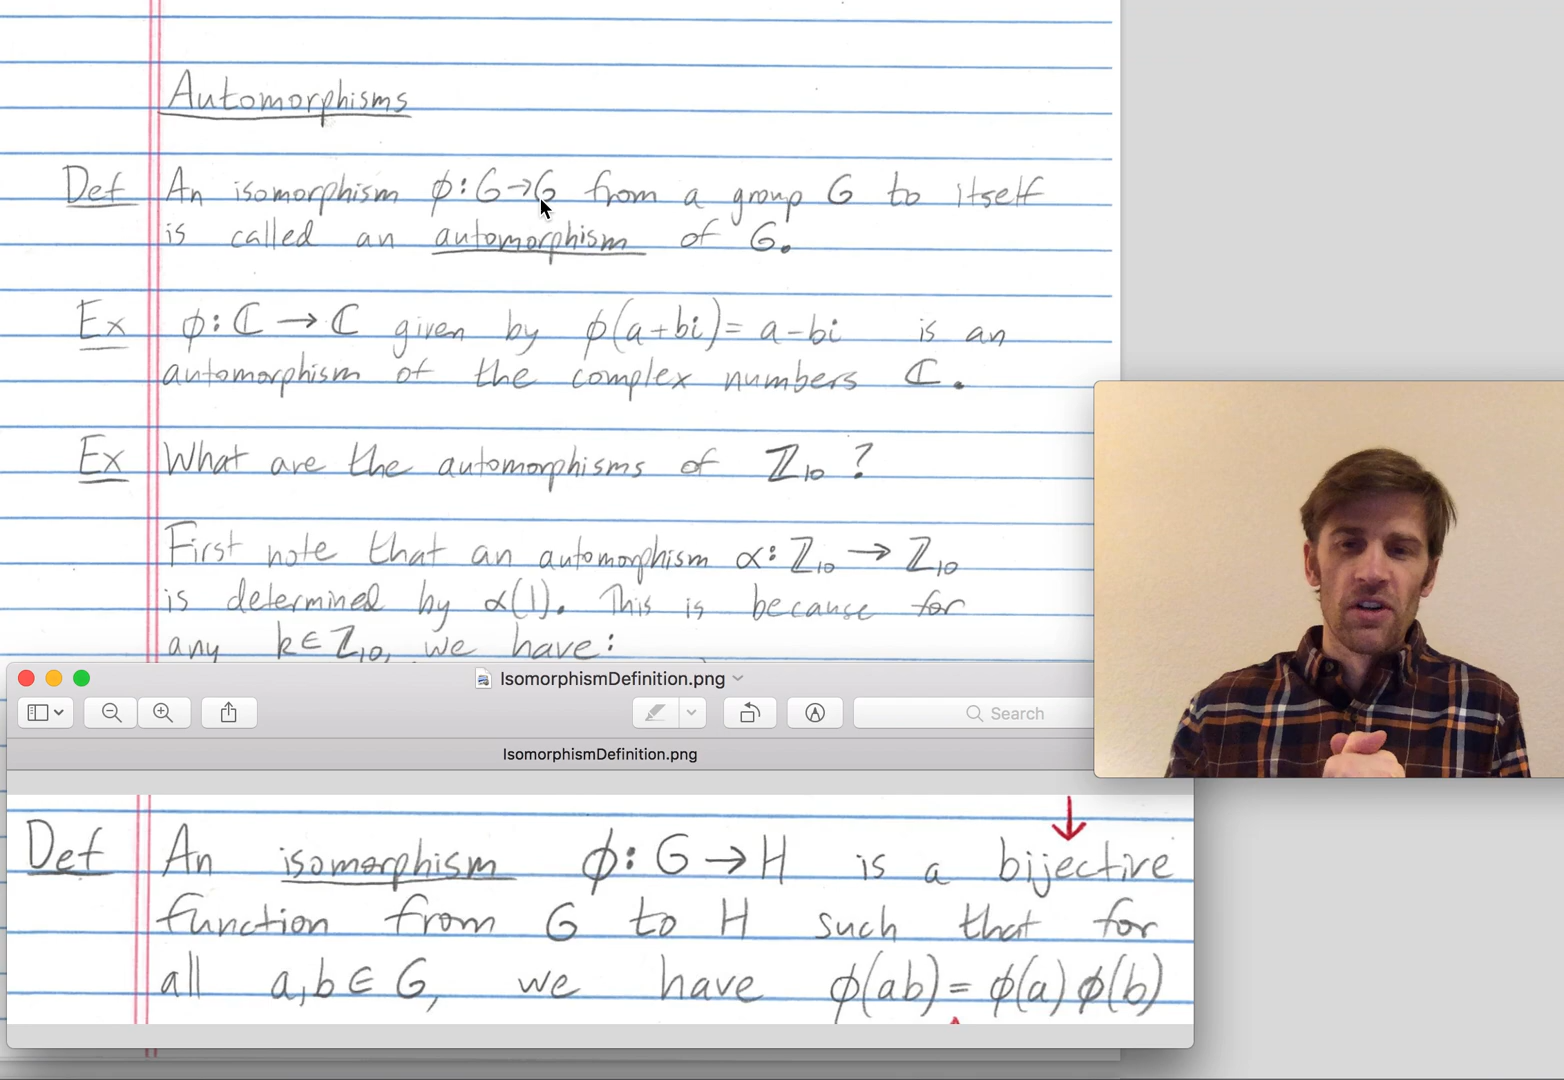 Automorphisms
Def An isomorphism ϕ: G→G from a group G to itself
is called an automorphism of G.
Ex ϕ: ℂ → ℂ given by ϕ(a+bi) = a-bi is an
automorphism of the complex numbers ℂ.
Ex What are the automorphisms of ℤ₁₀?
First note that an automorphism α: ℤ₁₀ → ℤ₁₀
is determined by α(1). This is because for
any k∈ℤ₁₀, we have:
IsomorphismDefinition.png
Search
IsomorphismDefinition.png
Def An isomorphism ϕ: G→H is a bijective
function from G to H such that for
all a,b∈G, we have ϕ(ab) = ϕ(a)ϕ(b)